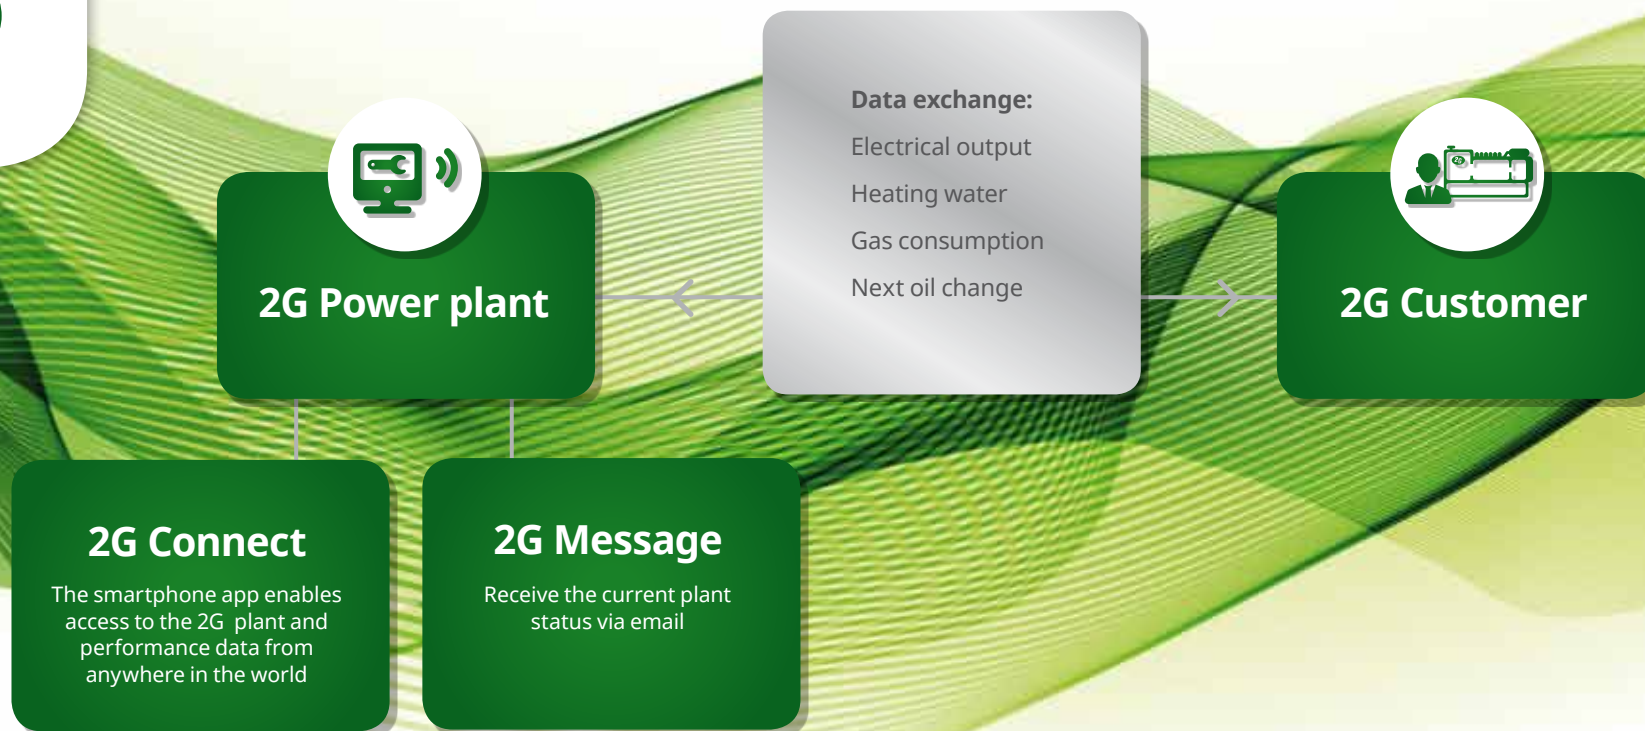 Data exchange:
Electrical output
Heating water
Gas consumption
Next oil change
2G Power plant
2G
2G Customer
2G Connect
The smartphone app enables
access to the 2G  plant and
performance data from
anywhere in the world
2G Message
Receive the current plant
status via email